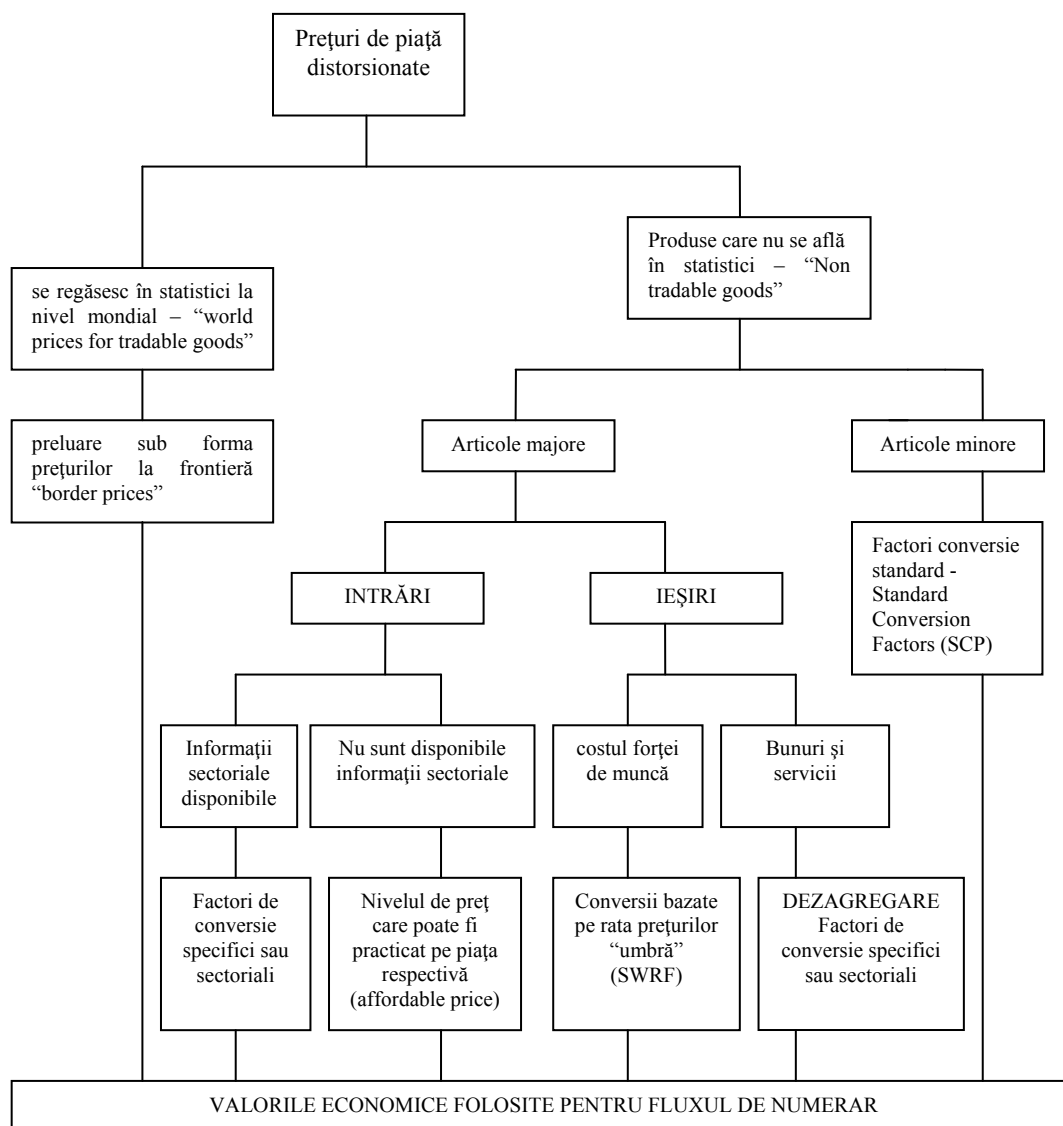 Preţuri de piaţă
distorsionate
Produse care nu se află
în statistici – “Non
tradable goods”
se regăsesc în statistici la
nivel mondial – “world
prices for tradable goods”
preluare sub forma
preţurilor la frontieră
“border prices”
Articole majore
Articole minore
Factori conversie
standard -
Standard
Conversion
Factors (SCP)
INTRĂRI
IEŞIRI
Informaţii
sectoriale
disponibile
Nu sunt disponibile
informaţii sectoriale
costul forţei
de muncă
Bunuri şi
servicii
Factori de
conversie
specifici sau
sectoriali
Nivelul de preţ
care poate fi
practicat pe piaţa
respectivă
(affordable price)
Conversii bazate
pe rata preţurilor
“umbră”
(SWRF)
DEZAGREGARE
Factori de
conversie specifici
sau sectoriali
VALORILE ECONOMICE FOLOSITE PENTRU FLUXUL DE NUMERAR